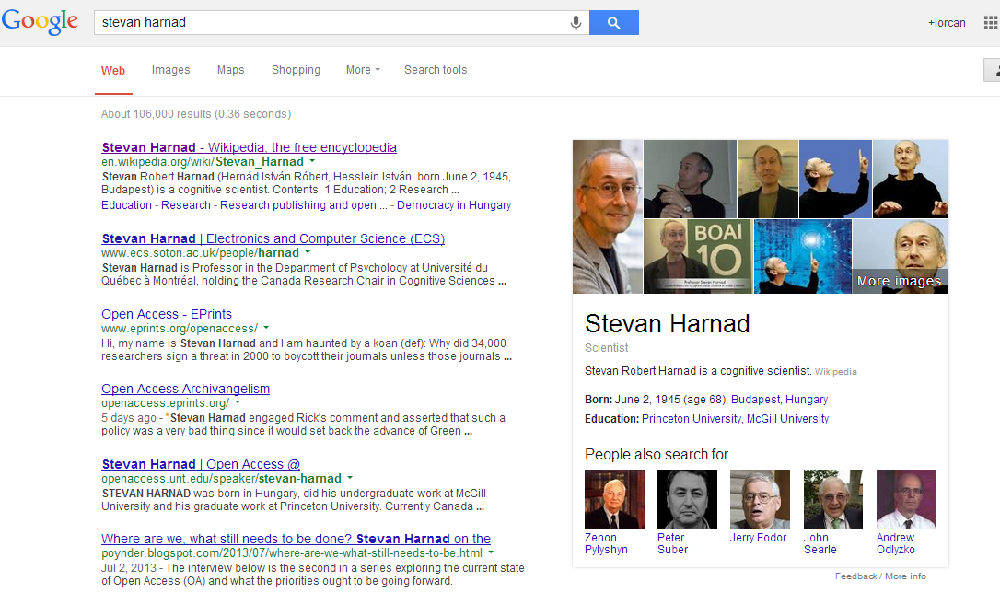 Google
stevan harnad
+lorcan
Web Images Maps Shopping More Search tools
About 106,000 results (0.36 seconds)
Stevan Harnad - Wikipedia, the free encyclopedia
en.wikipedia.org/wiki/Stevan_Harnad
Stevan Robert Harnad (Hernád István Róbert, Hesslein István, born June 2, 1945,
Budapest) is a cognitive scientist. Contents. 1 Education; 2 Research ...
Education - Research - Research publishing and open ... - Democracy in Hungary
Stevan Harnad | Electronics and Computer Science (ECS)
www.ecs.soton.ac.uk/people/harnad
Stevan Harnad is Professor in the Department of Psychology at Université du
Québec à Montréal, holding the Canada Research Chair in Cognitive Sciences ...
Open Access - EPrints
www.eprints.org/openaccess/
Hi, my name is Stevan Harnad and I am haunted by a koan (def): Why did 34,000
researchers sign a threat in 2000 to boycott their journals unless those journals ...
Open Access Archivangelism
openaccess.eprints.org/
5 days ago - "Stevan Harnad engaged Rick's comment and asserted that such a
policy was a very bad thing since it would set back the advance of Green ...
Stevan Harnad | Open Access @
openaccess.unt.edu/speaker/stevan-harnad
STEVAN HARNAD was born in Hungary, did his undergraduate work at McGill
University and his graduate work at Princeton University. Currently Canada ...
Where are we, what still needs to be done? Stevan Harnad on the
poynder.blogspot.com/2013/07/where-are-we-what-still-needs-to-be.html
Jul 2, 2013 - The interview below is the second in a series exploring the current state
of Open Access (OA) and what the priorities ought to be going forward.
BOAI
10
Professor Stevan Harnad
More images
Stevan Harnad
Scientist
Stevan Robert Harnad is a cognitive scientist. Wikipedia
Born: June 2, 1945 (age 68), Budapest, Hungary
Education: Princeton University, McGill University
People also search for
Zenon
Pylyshyn
Peter
Suber
Jerry Fodor
John
Searle
Andrew
Odlyzko
Feedback / More info